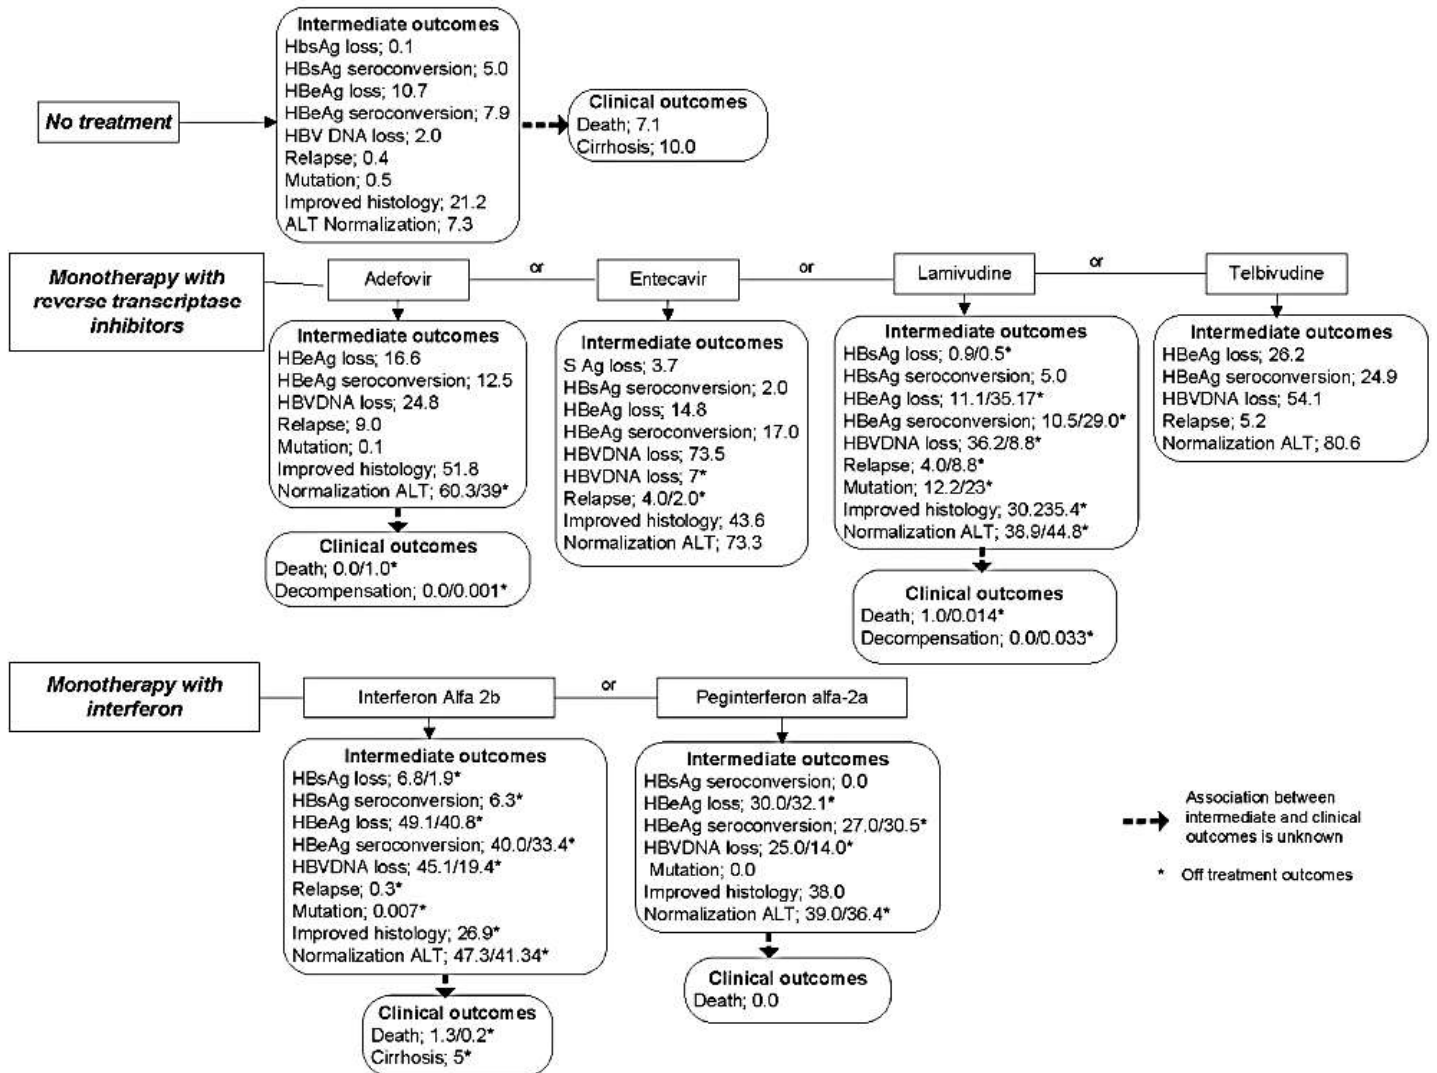 Intermediate outcomes
HbsAg loss; 0.1
HBsAg seroconversion; 5.0
HBeAg loss; 10.7
HBeAg seroconversion; 7.9
HBV DNA loss; 2.0
Relapse; 0.4
Mutation; 0.5
Improved histology; 21.2
ALT Normalization; 7.3
No treatment
Clinical outcomes
Death; 7.1
Cirrhosis; 10.0
Monotherapy with
reverse transcriptase
inhibitors
Adefovir
or
Entecavir
or
Lamivudine
or
Telbivudine
Intermediate outcomes
HBeAg loss; 16.6
HBeAg seroconversion; 12.5
HBVDNA loss; 24.8
Relapse; 9.0
Mutation; 0.1
Improved histology; 51.8
Normalization ALT; 60.3/39*
Clinical outcomes
Death; 0.0/1.0*
Decompensation; 0.0/0.001*
Intermediate outcomes
S Ag loss; 3.7
HBsAg seroconversion; 2.0
HBeAg loss; 14.8
HBeAg seroconversion; 17.0
HBVDNA loss; 73.5
HBVDNA loss; 7*
Relapse; 4.0/2.0*
Improved histology; 43.6
Normalization ALT; 73.3
Intermediate outcomes
HBsAg loss; 0.9/0.5*
HBsAg seroconversion; 5.0
HBeAg loss; 11.1/35.17*
HBeAg seroconversion; 10.5/29.0*
HBVDNA loss; 36.2/8.8*
Relapse; 4.0/8.8*
Mutation; 12.2/23*
Improved histology; 30.235.4*
Normalization ALT; 38.9/44.8*
Clinical outcomes
Death; 1.0/0.014*
Decompensation; 0.0/0.033*
Intermediate outcomes
HBeAg loss; 26.2
HBeAg seroconversion; 24.9
HBVDNA loss; 54.1
Relapse; 5.2
Normalization ALT; 80.6
Monotherapy with
interferon
Interferon Alfa 2b
or
Peginterferon alfa-2a
Intermediate outcomes
HBsAg loss; 6.8/1.9*
HBsAg seroconversion; 6.3*
HBeAg loss; 49.1/40.8*
HBeAg seroconversion; 40.0/33.4*
HBVDNA loss; 45.1/19.4*
Relapse; 0.3*
Mutation; 0.007*
Improved histology; 26.9*
Normalization ALT; 47.3/41.34*
Clinical outcomes
Death; 1.3/0.2*
Cirrhosis; 5*
Intermediate outcomes
HBsAg seroconversion; 0.0
HBeAg loss; 30.0/32.1*
HBeAg seroconversion; 27.0/30.5*
HBVDNA loss; 25.0/14.0*
Mutation; 0.0
Improved histology; 38.0
Normalization ALT; 39.0/36.4*
Clinical outcomes
Death; 0.0
Association between
intermediate and clinical
outcomes is unknown
* Off treatment outcomes